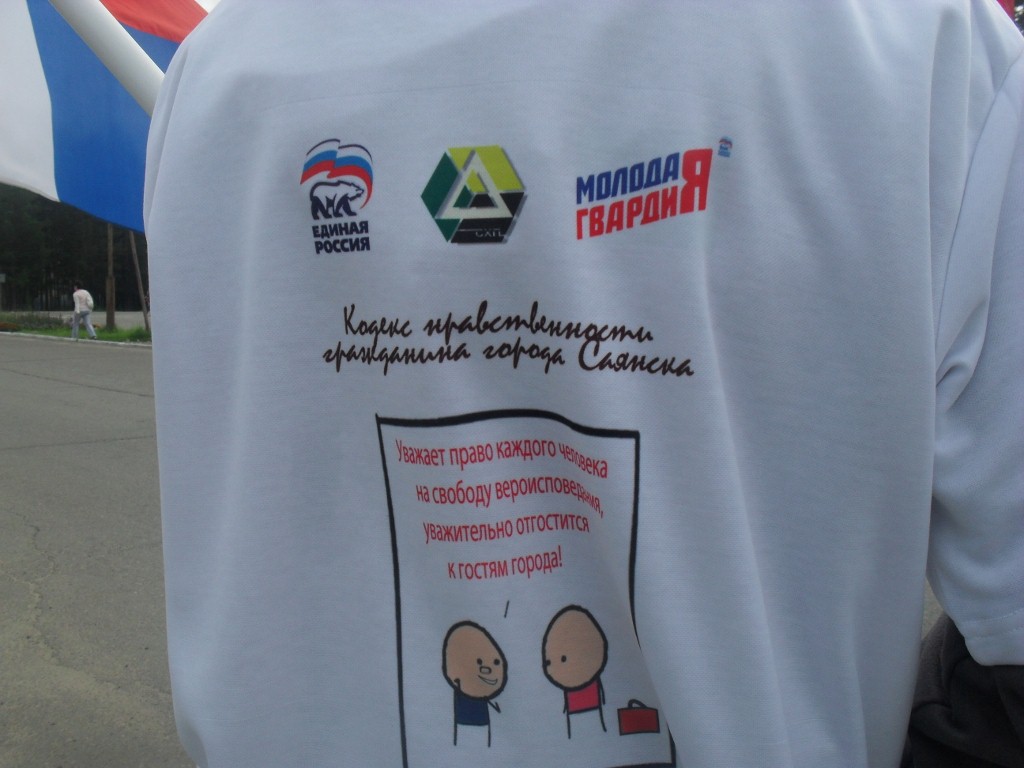 ЕДИНАЯ
РОССИЯ
СХПЛ
МОЛОДАЯ
ГВАРДИЯ
Кодекс нравственности
гражданина города Саянска
Уважает право каждого человека
на свободу вероисповедания,
уважительно отгостится
к гостям города!